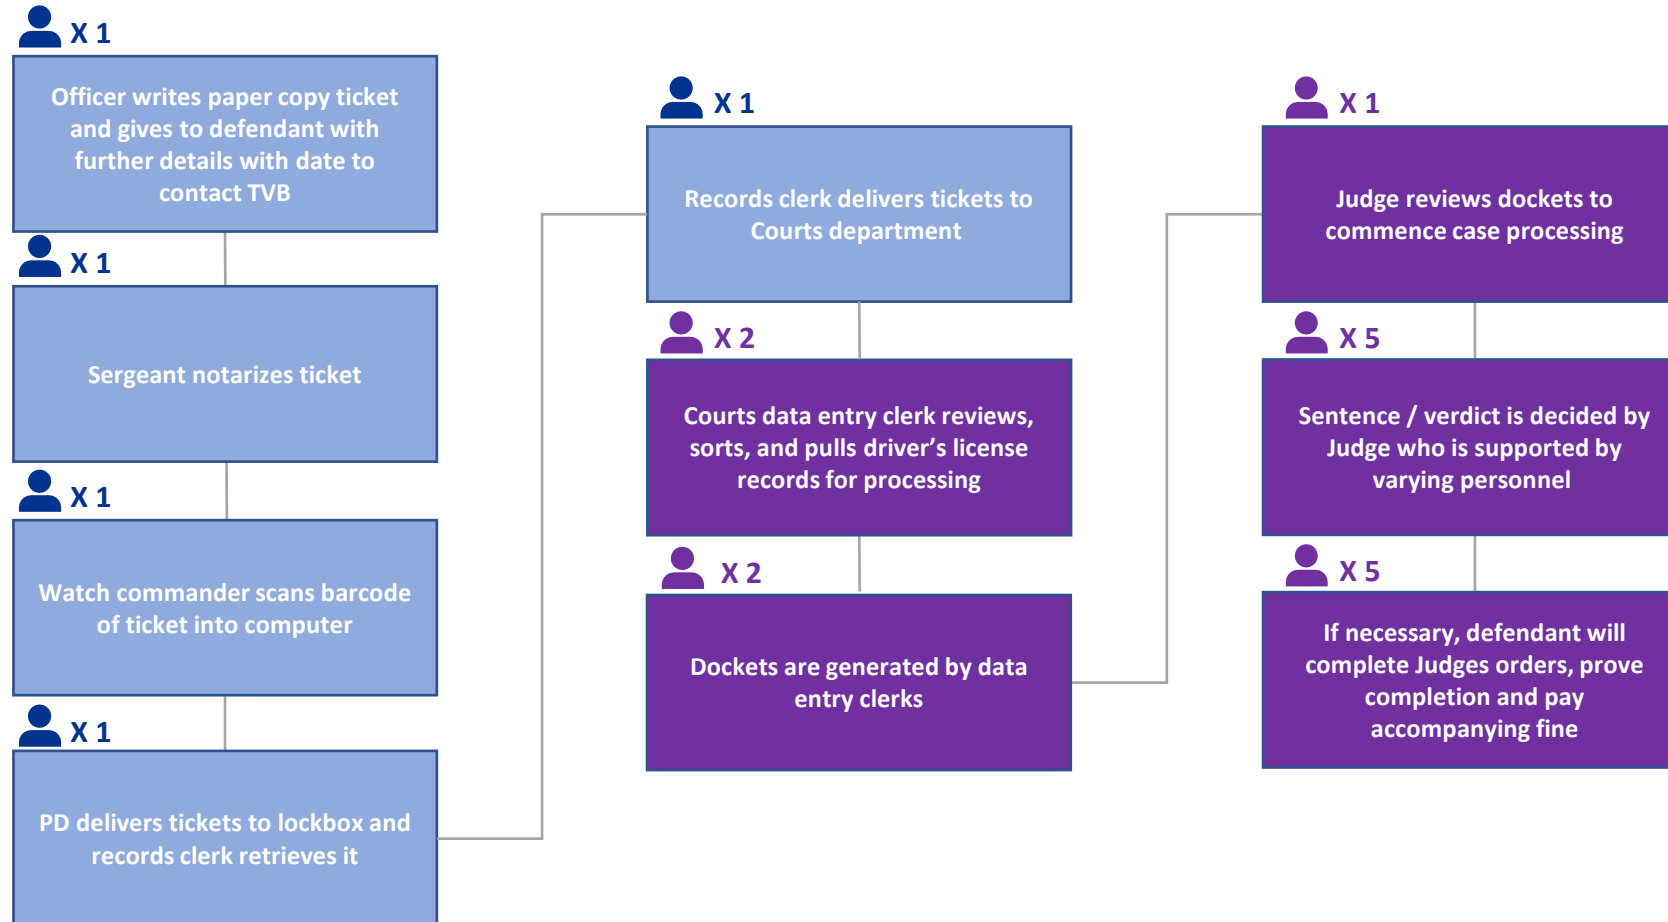 X 1
Officer writes paper copy ticket
and gives to defendant with
further details with date to
contact TVB
X 1
Sergeant notarizes ticket
X 1
Watch commander scans barcode
of ticket into computer
X 1
PD delivers tickets to lockbox and
records clerk retrieves it
X 1
Records clerk delivers tickets to
Courts department
X 2
Courts data entry clerk reviews,
sorts, and pulls driver’s license
records for processing
X 2
Dockets are generated by data
entry clerks
X 1
Judge reviews dockets to
commence case processing
X 5
Sentence / verdict is decided by
Judge who is supported by
varying personnel
X 5
If necessary, defendant will
complete Judges orders, prove
completion and pay
accompanying fine